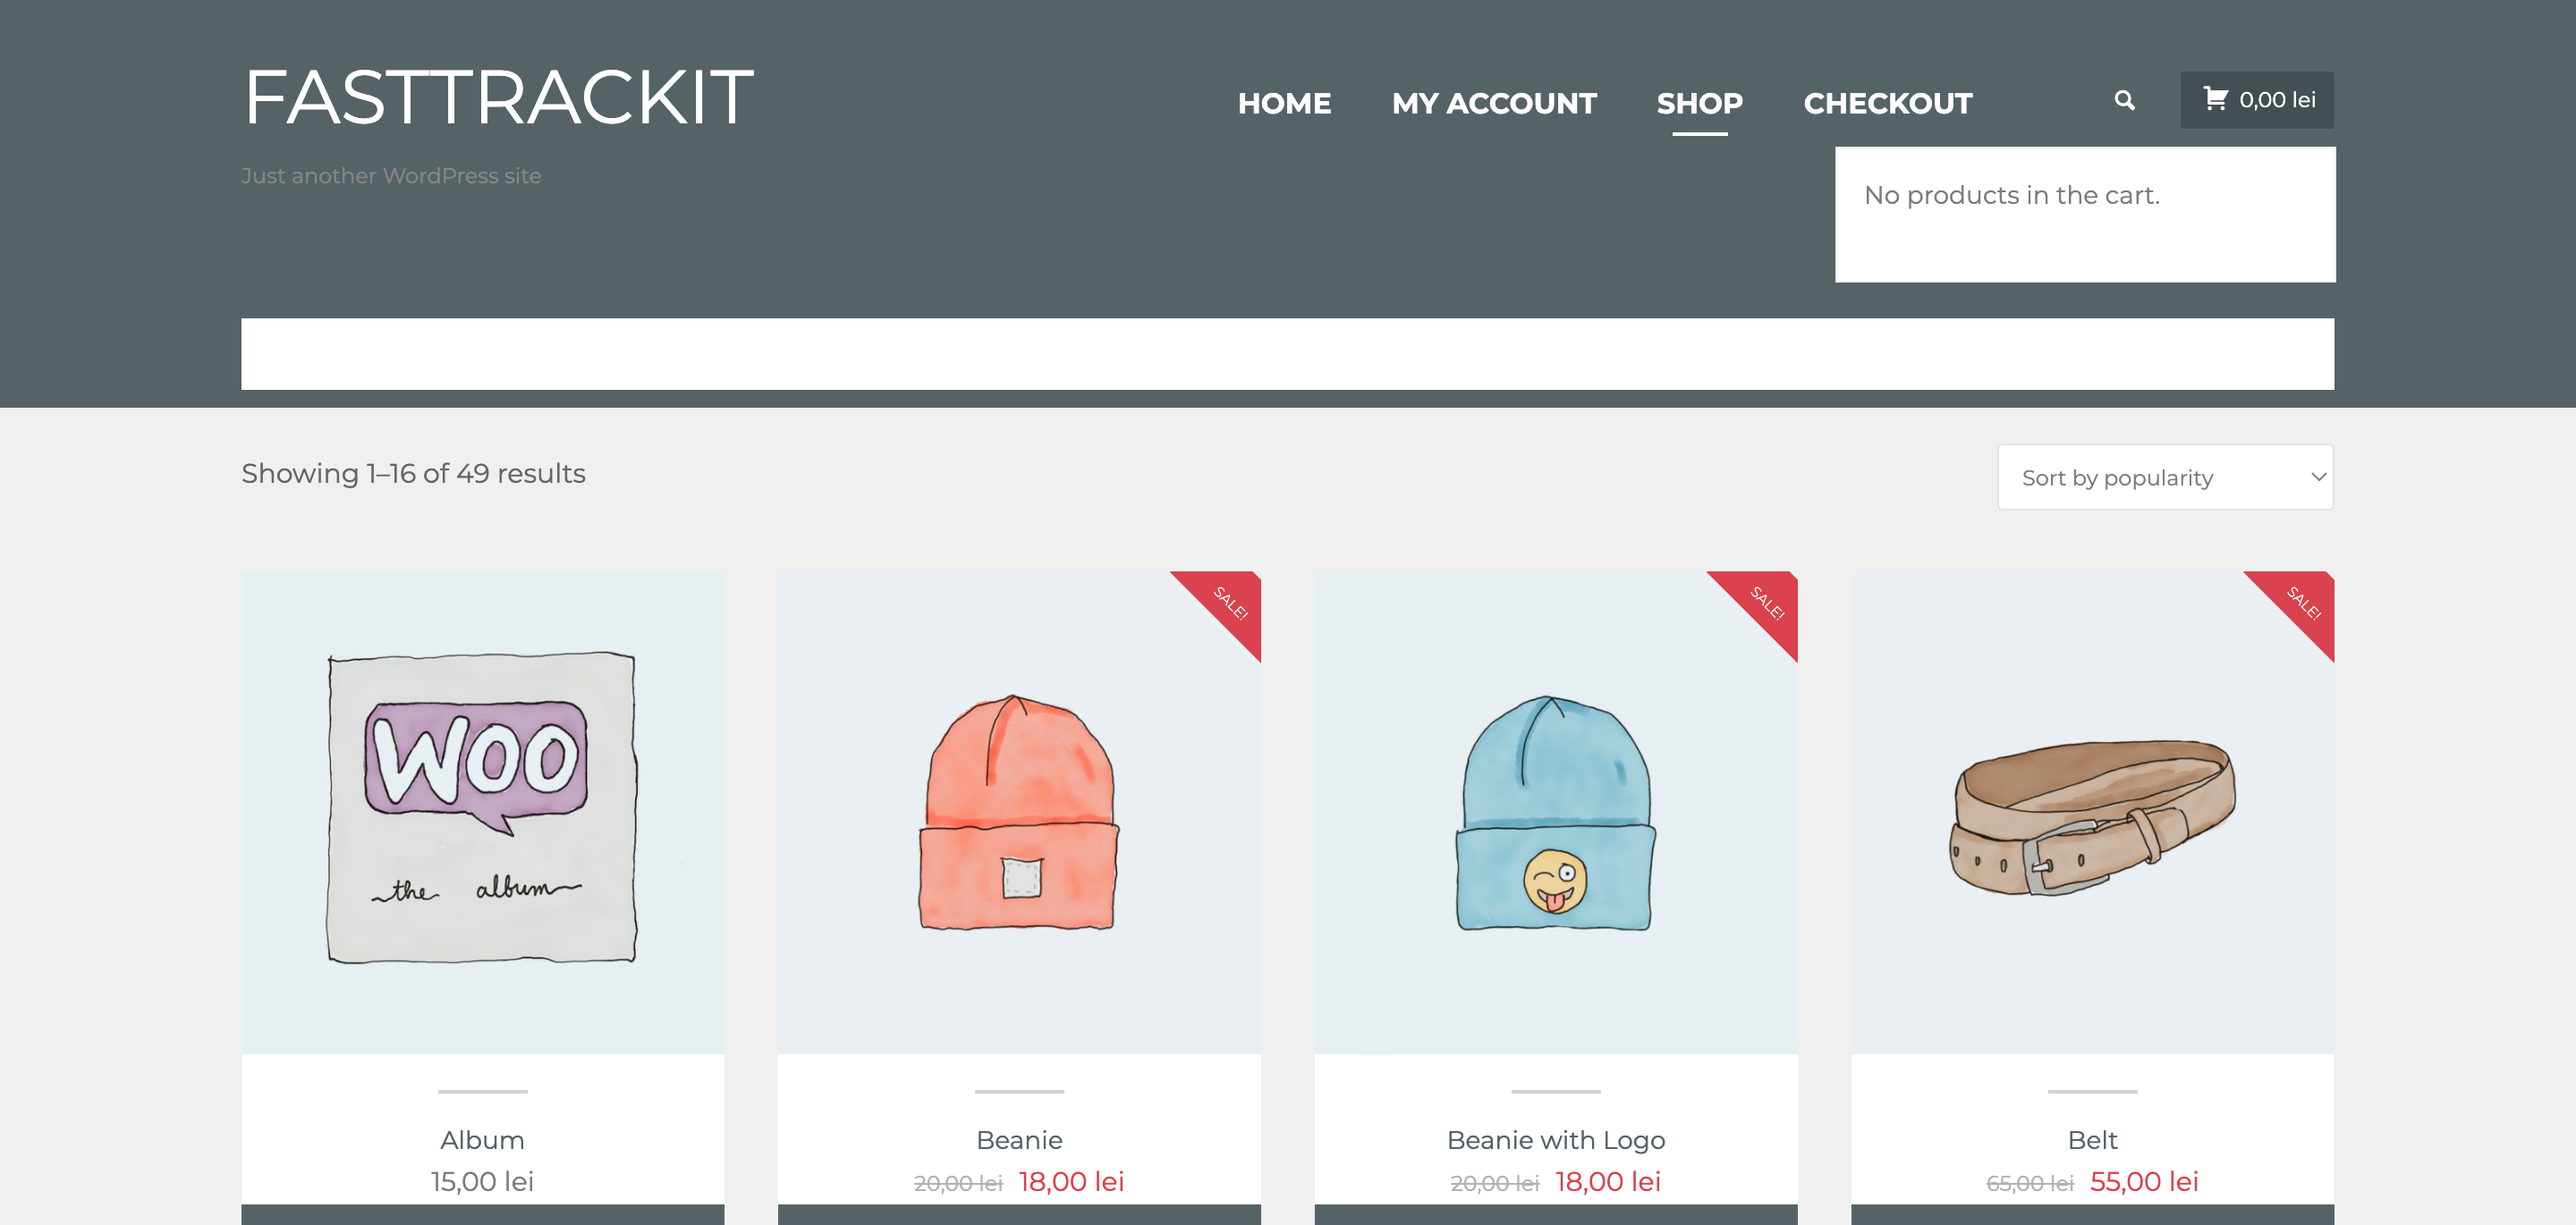 FASTTRACKIT
HOME MY ACCOUNT SHOP CHECKOUT
0,00 lei
Just another WordPress site
No products in the cart.
Showing 1–16 of 49 results
Sort by popularity
SALE!
SALE!
SALE!
WOO
the album
Album
15,00 lei
Beanie
20,00 lei 18,00 lei
Beanie with Logo
20,00 lei 18,00 lei
Belt
65,00 lei 55,00 lei